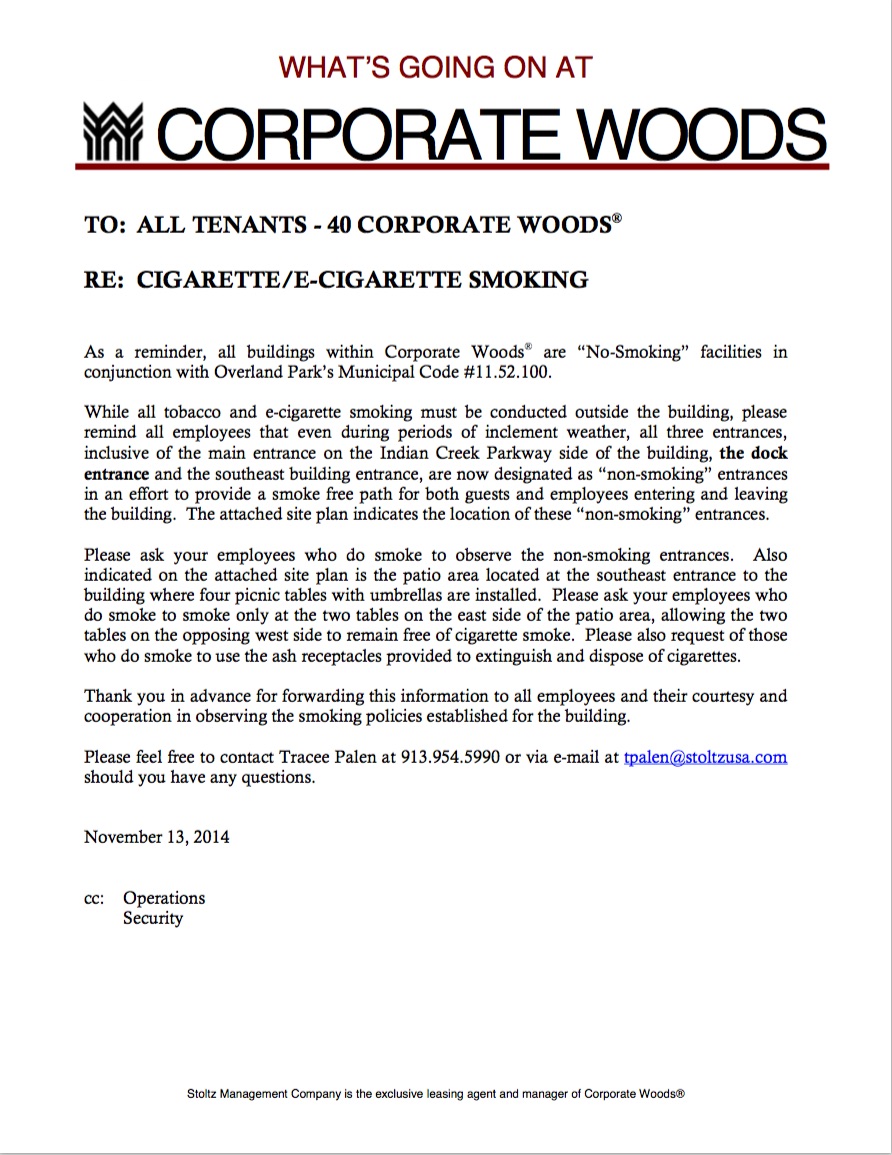 WHAT'S GOING ON AT
CORPORATE WOODS
TO: ALL TENANTS - 40 CORPORATE WOODS®
RE: CIGARETTE/E-CIGARETTE SMOKING
As a reminder, all buildings within Corporate Woods® are “No-Smoking” facilities in
conjunction with Overland Park’s Municipal Code #11.52.100.
While all tobacco and e-cigarette smoking must be conducted outside the building, please
remind all employees that even during periods of inclement weather, all three entrances,
inclusive of the main entrance on the Indian Creek Parkway side of the building, the dock
entrance and the southeast building entrance, are now designated as “non-smoking” entrances
in an effort to provide a smoke free path for both guests and employees entering and leaving
the building. The attached site plan indicates the location of these “non-smoking” entrances.
Please ask your employees who do smoke to observe the non-smoking entrances. Also
indicated on the attached site plan is the patio area located at the southeast entrance to the
building where four picnic tables with umbrellas are installed. Please ask your employees who
do smoke to smoke only at the two tables on the east side of the patio area, allowing the two
tables on the opposing west side to remain free of cigarette smoke. Please also request of those
who do smoke to use the ash receptacles provided to extinguish and dispose of cigarettes.
Thank you in advance for forwarding this information to all employees and their courtesy and
cooperation in observing the smoking policies established for the building.
Please feel free to contact Tracee Palen at 913.954.5990 or via e-mail at tpalen@stoltzusa.com
should you have any questions.
November 13, 2014
cc: Operations
Security
Stoltz Management Company is the exclusive leasing agent and manager of Corporate Woods®